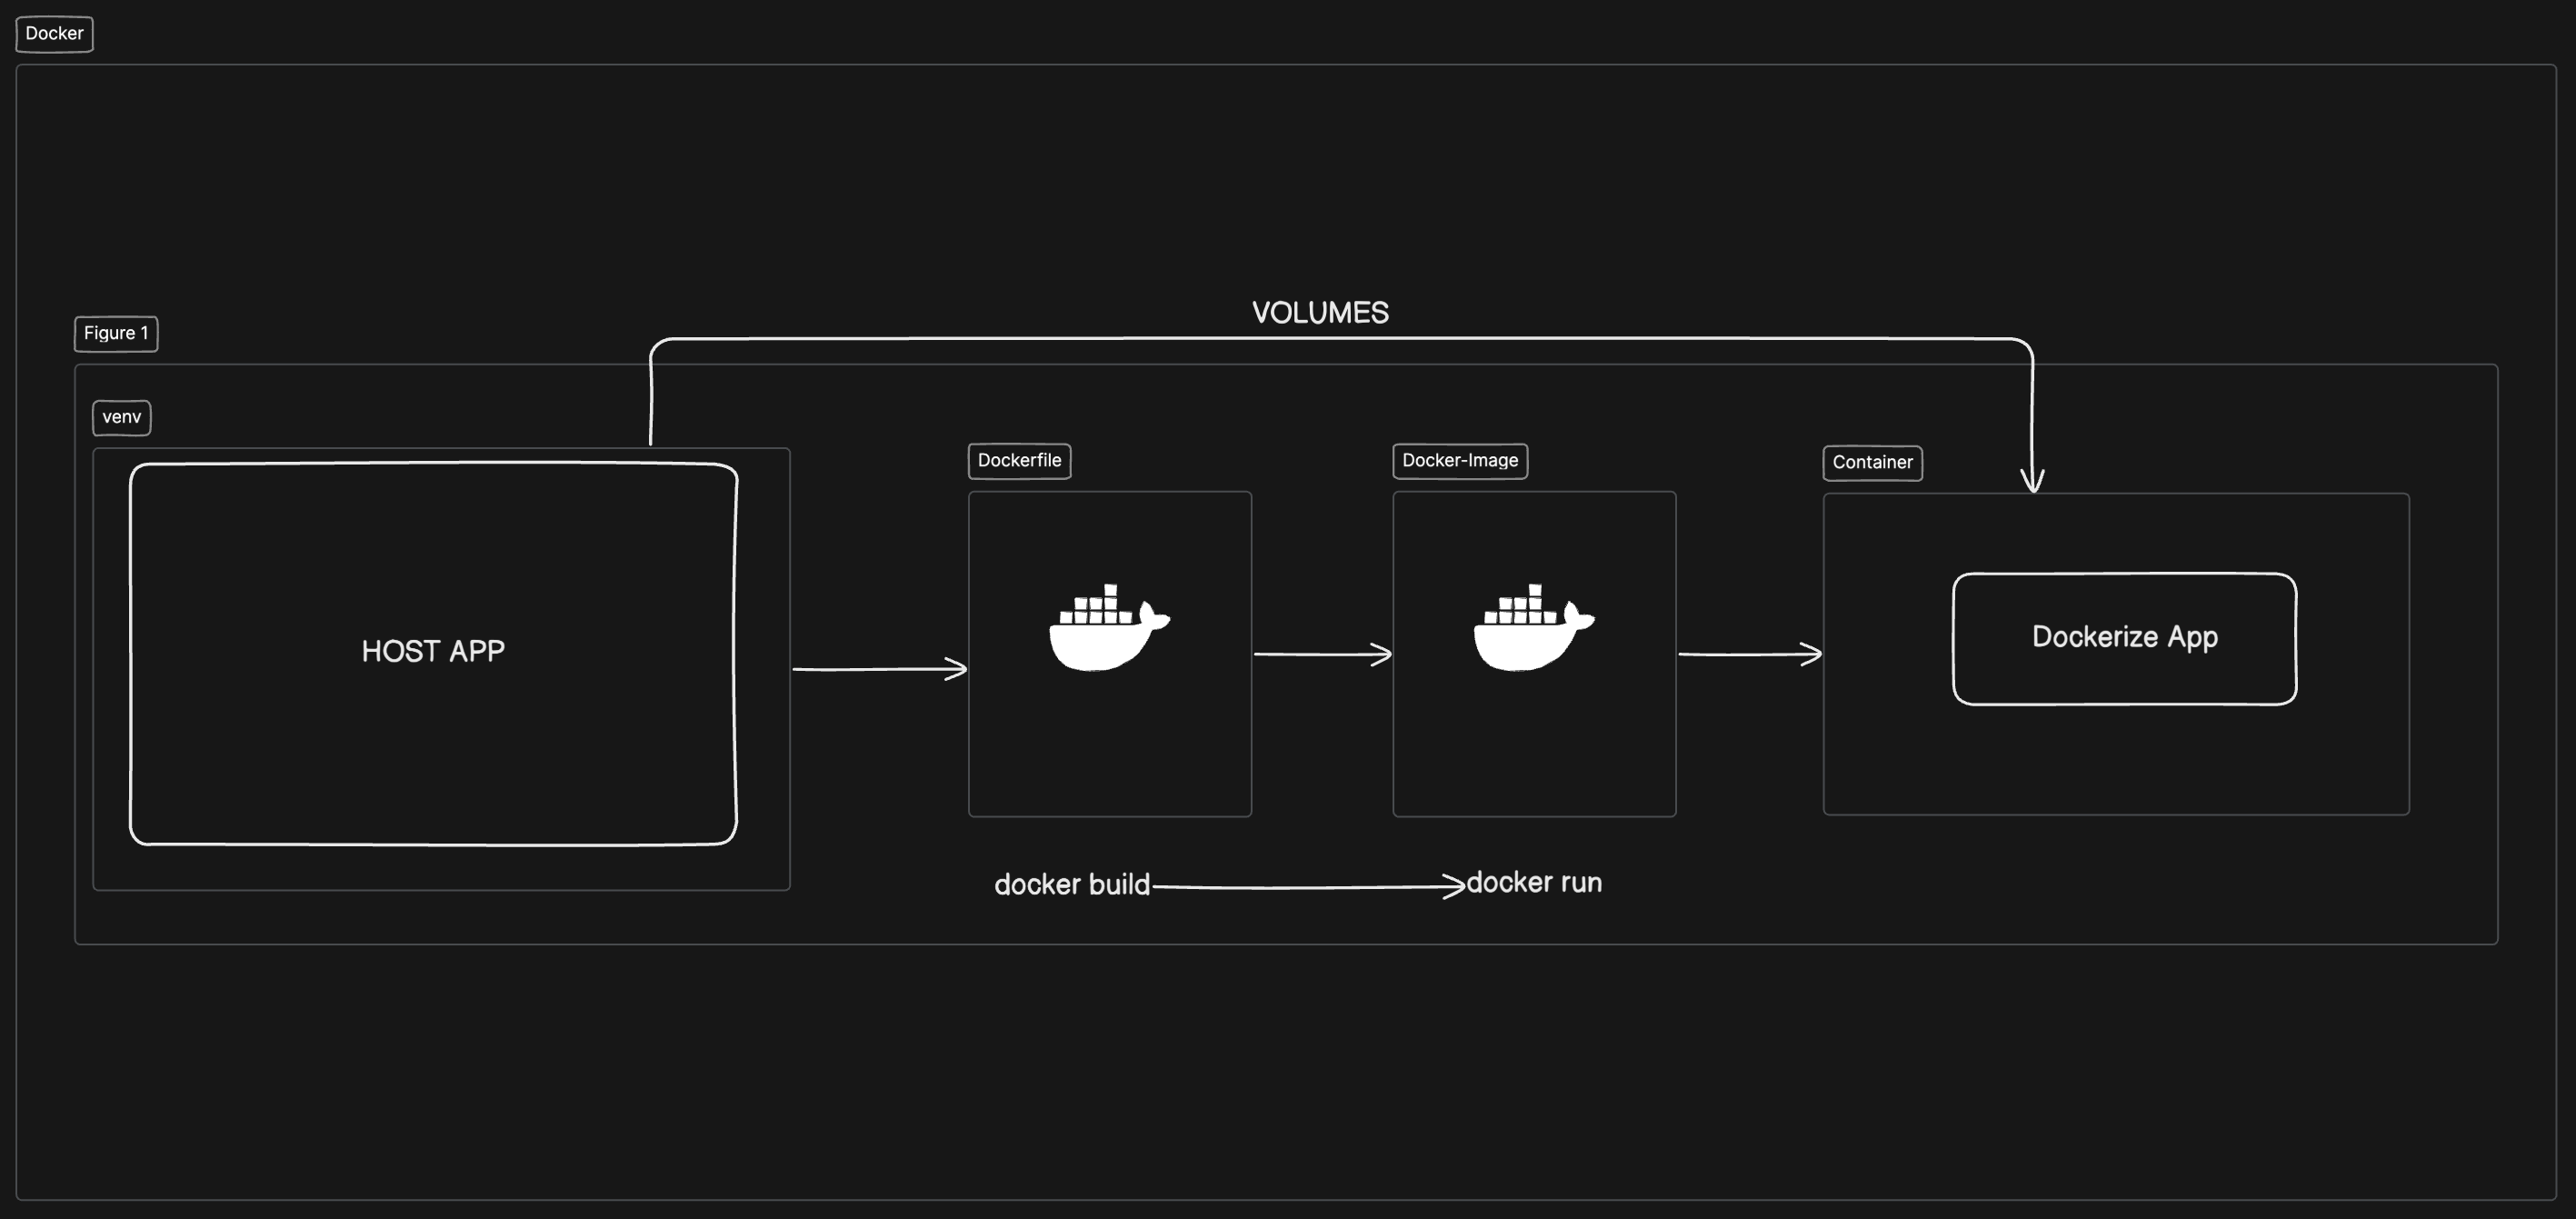 Docker
VOLUMES
Figure 1
venv
Dockerfile
Docker-Image
Container
HOST APP
Dockerize App
docker build
docker run